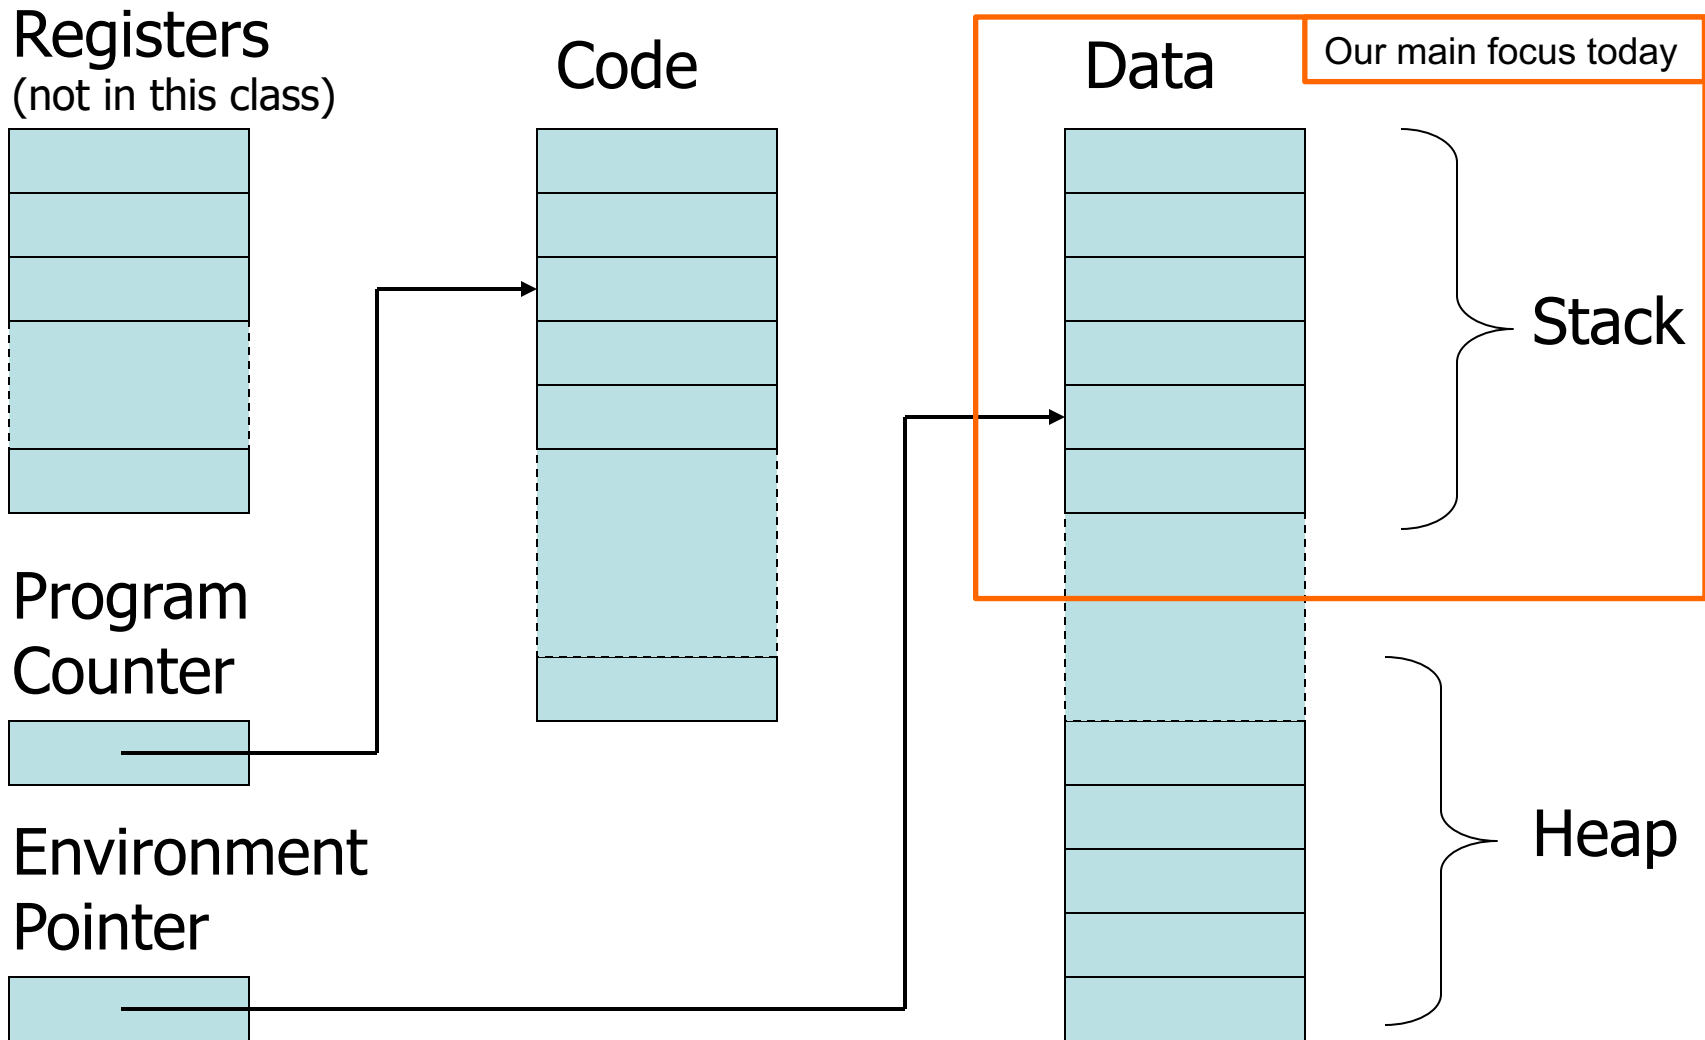 Registers
(not in this class)
Code
Data
Our main focus today
Stack
Program
Counter
Environment
Pointer
Heap